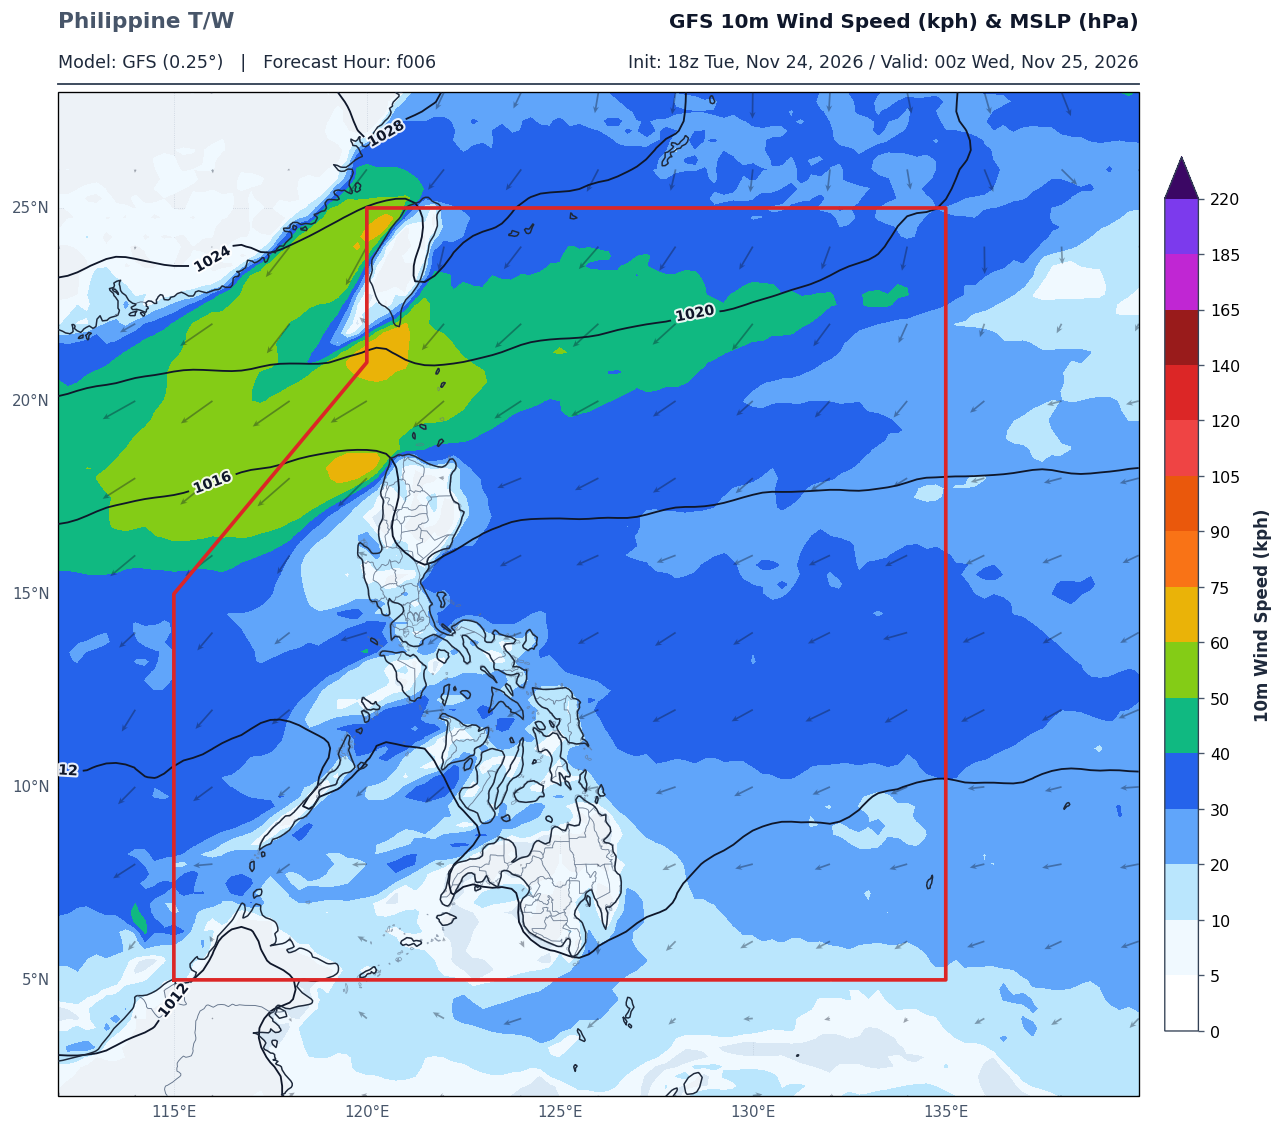 Philippine T/W
GFS 10m Wind Speed (kph) & MSLP (hPa)
Model: GFS (0.25°) | Forecast Hour: f006
Init: 18z Tue, Nov 24, 2026 / Valid: 00z Wed, Nov 25, 2026
1028
1024
1020
1016
12
1012
25°N
20°N
15°N
10°N
5°N
115°E
120°E
125°E
130°E
135°E
220
185
165
140
120
105
90
75
60
50
40
30
20
10
5
0
10m Wind Speed (kph)